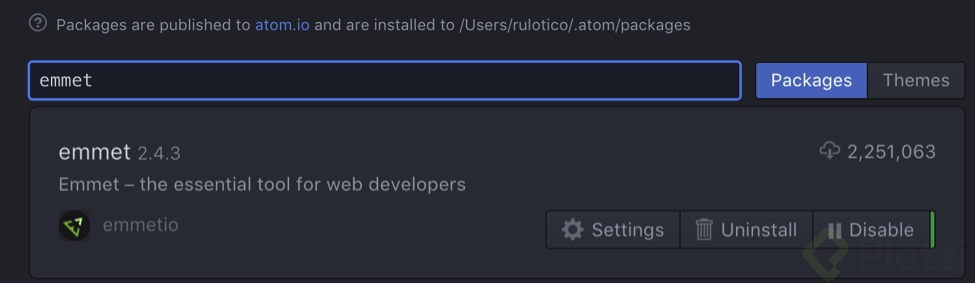 Packages are published to atom.io and are installed to /Users/rulotico/.atom/packages
emmet
Packages Themes
emmet 2.4.3
2,251,063
Emmet – the essential tool for web developers
emmetio
Settings Uninstall Disable
Platzi